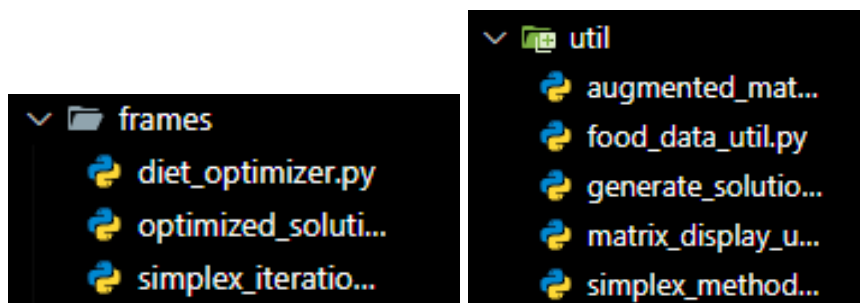 frames
diet_optimizer.py
optimized_soluti...
simplex_iteratio...
util
augmented_mat...
food_data_util.py
generate_solutio...
matrix_display_u...
simplex_method...